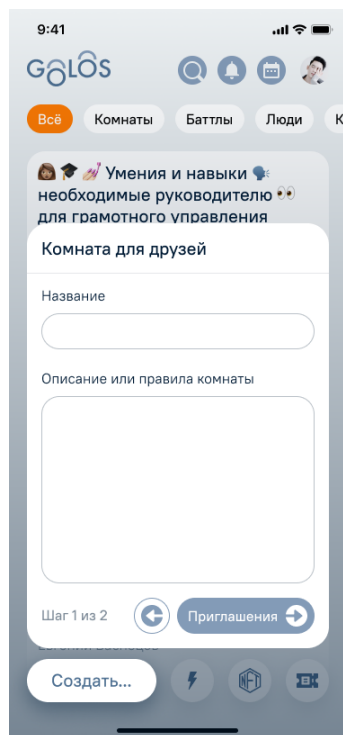 9:41
GOLOS
Всё Комнаты Баттлы Люди К
👩🏽🎓💅 Умения и навыки 🗣️
необходимые руководителю 👀
для грамотного управления
Комната для друзей
Название
Описание или правила комнаты
Шаг 1 из 2 Приглашения
Создать... NFT